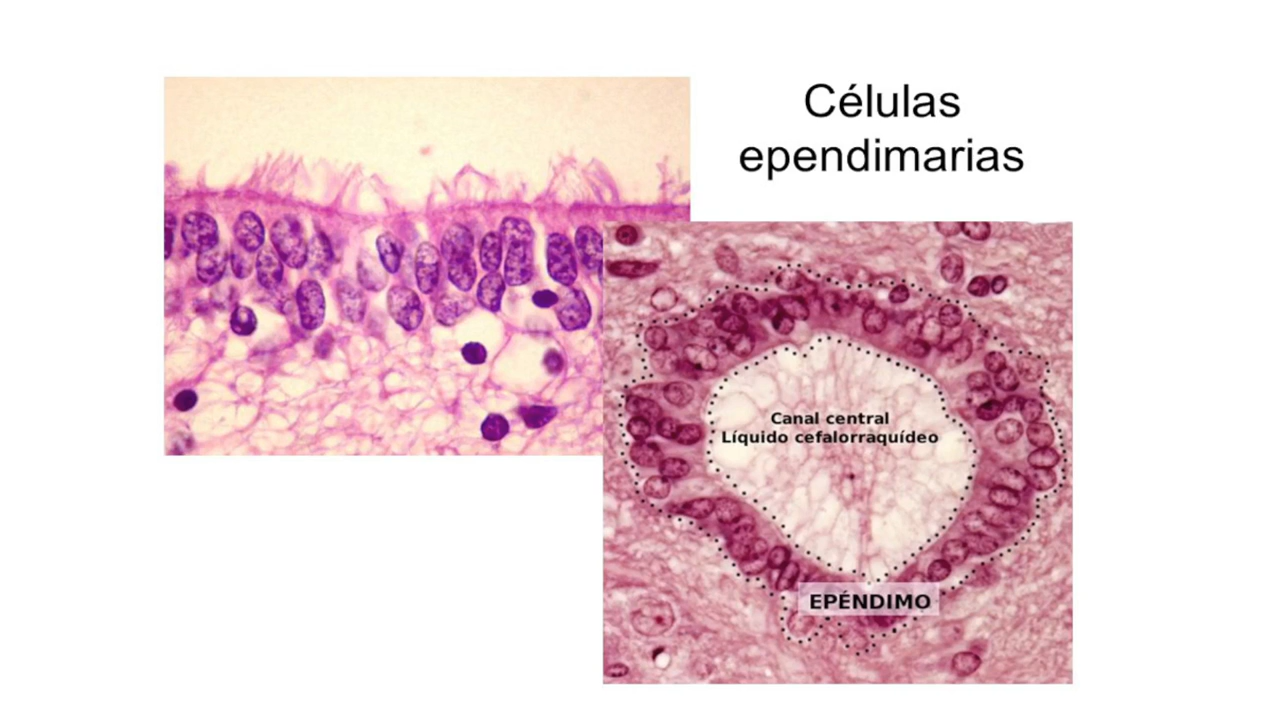 Células
ependimarias
Canal central
Líquido cefalorraquídeo
EPÉNDIMO